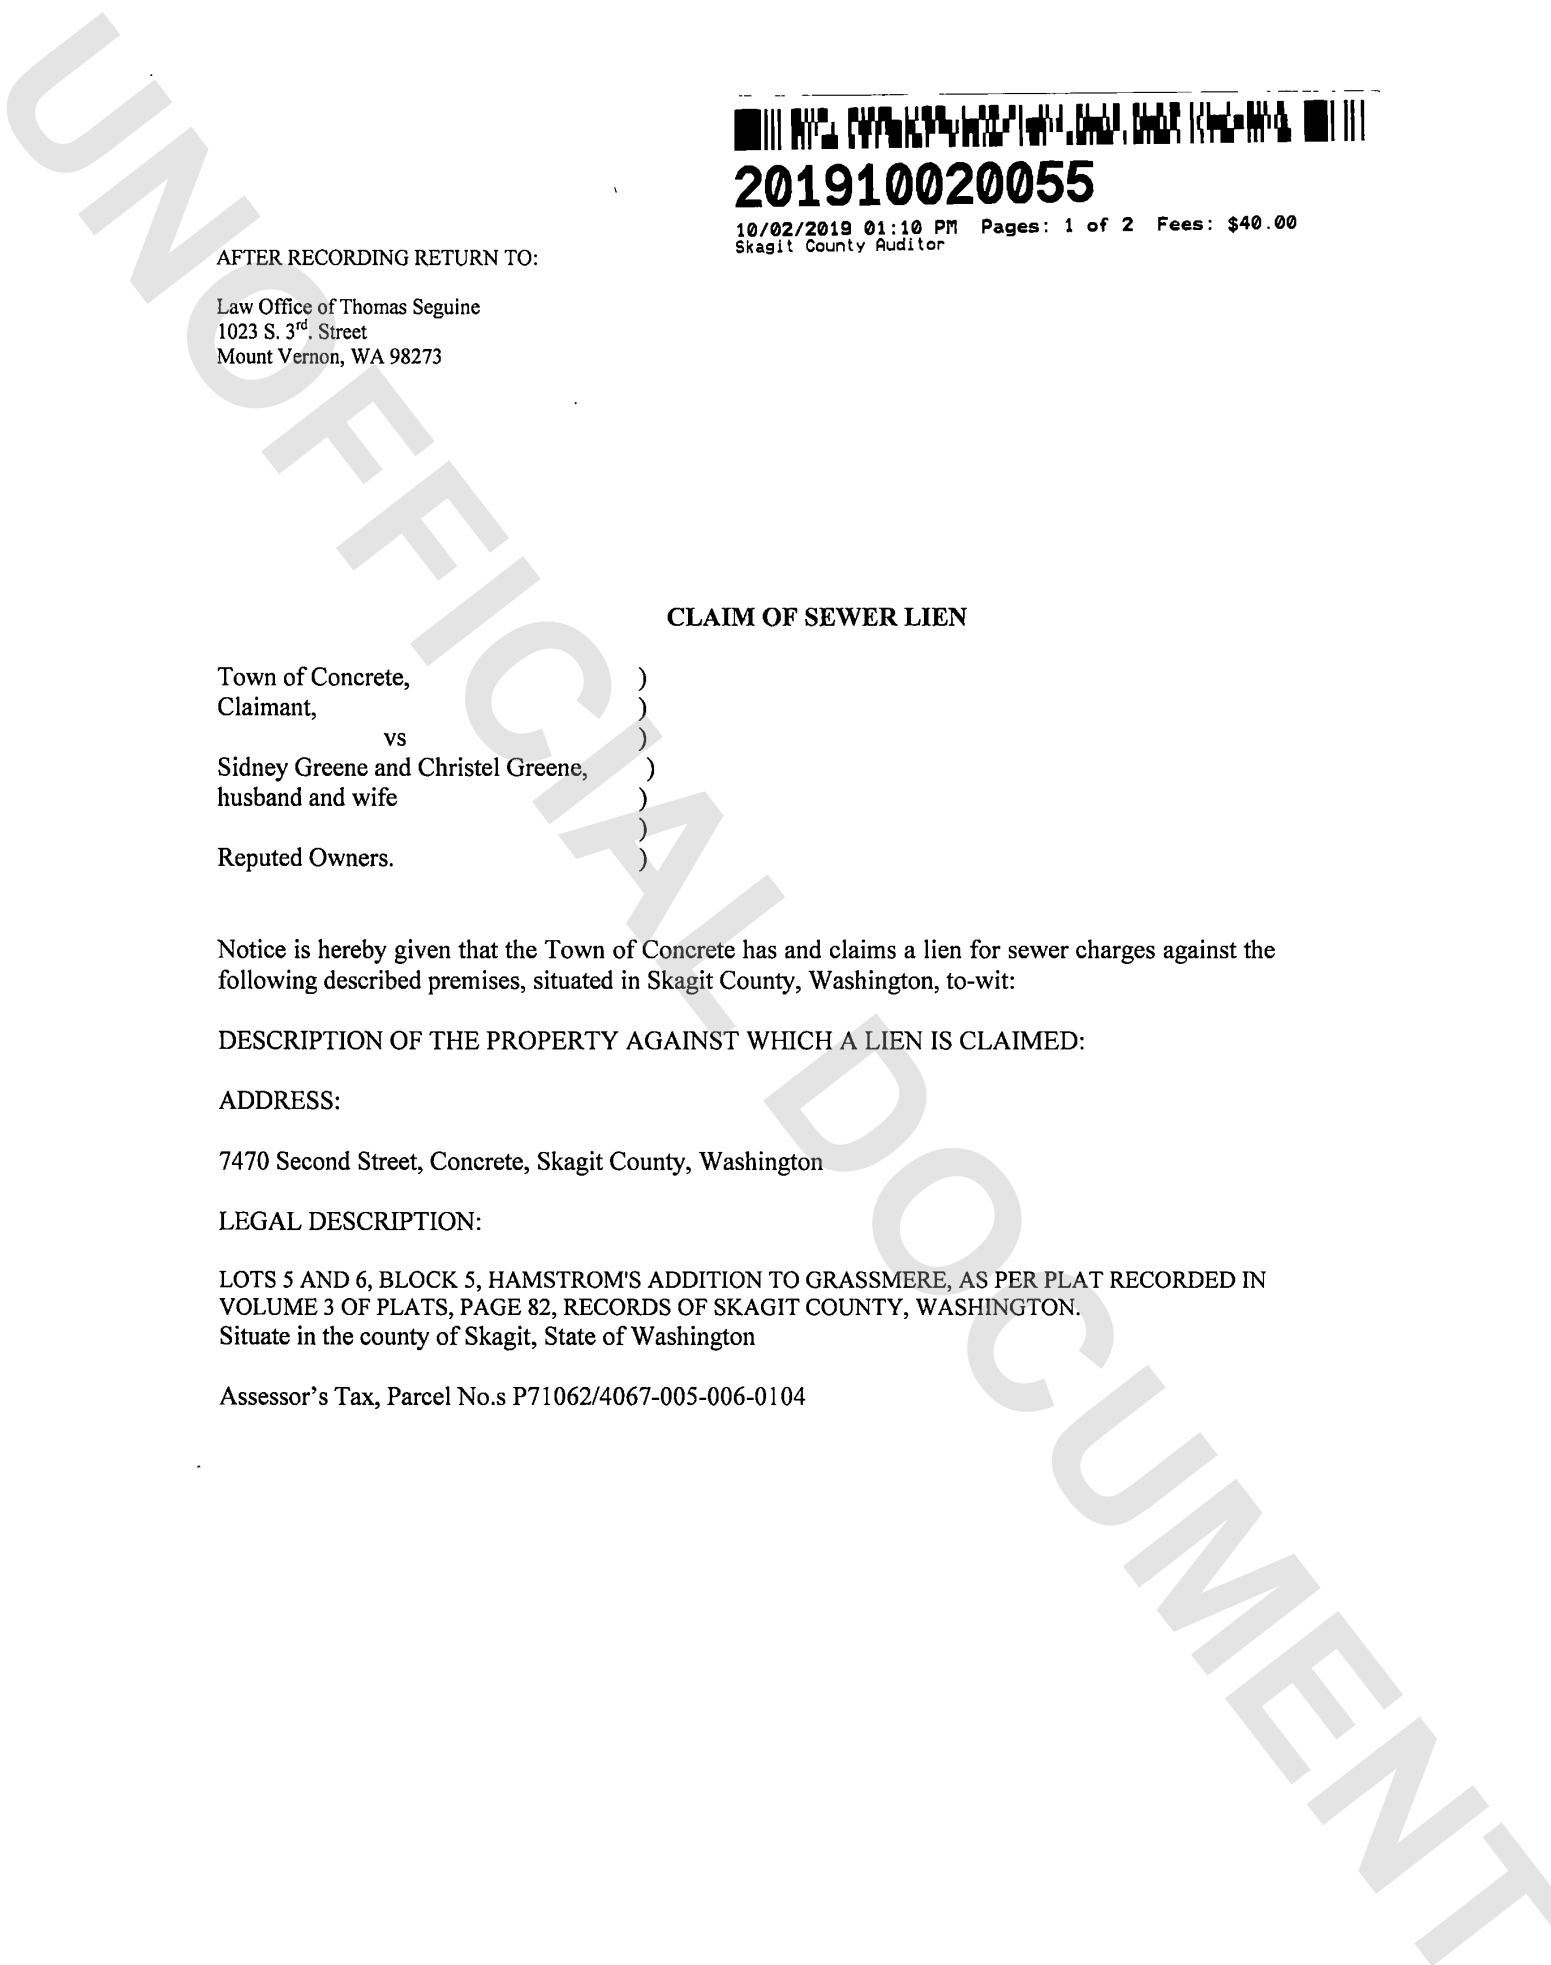 201910020055
10/02/2019 01:10 PM Pages: 1 of 2 Fees: $40.00
Skagit County Auditor
AFTER RECORDING RETURN TO:
Law Office of Thomas Seguine
1023 S. 3rd. Street
Mount Vernon, WA 98273
CLAIM OF SEWER LIEN
Town of Concrete, )
Claimant, )
vs )
Sidney Greene and Christel Greene, )
husband and wife )
)
Reputed Owners. )
Notice is hereby given that the Town of Concrete has and claims a lien for sewer charges against the
following described premises, situated in Skagit County, Washington, to-wit:
DESCRIPTION OF THE PROPERTY AGAINST WHICH A LIEN IS CLAIMED:
ADDRESS:
7470 Second Street, Concrete, Skagit County, Washington
LEGAL DESCRIPTION:
LOTS 5 AND 6, BLOCK 5, HAMSTROM'S ADDITION TO GRASSMERE, AS PER PLAT RECORDED IN
VOLUME 3 OF PLATS, PAGE 82, RECORDS OF SKAGIT COUNTY, WASHINGTON.
Situate in the county of Skagit, State of Washington
Assessor's Tax, Parcel No.s P71062/4067-005-006-0104
UNOFFICIAL DOCUMENT